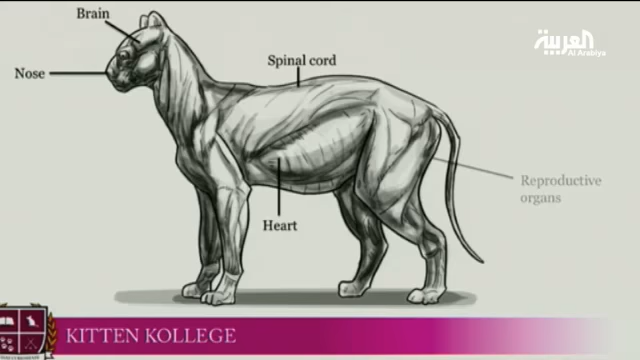 Brain
العربية
Al Arabiya
Nose
Spinal cord
Reproductive
organs
Heart
KITTEN KOLLEGE